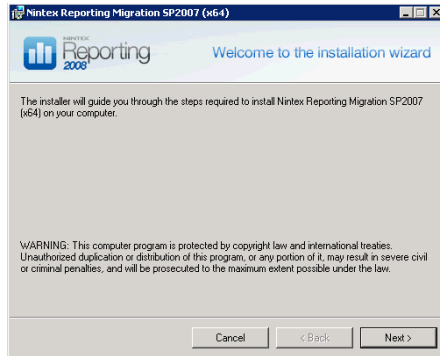 Nintex Reporting Migration SP2007 (x64)
NINTEX
Reporting
2008
Welcome to the installation wizard
The installer will guide you through the steps required to install Nintex Reporting Migration SP2007
(x64) on your computer.
WARNING: This computer program is protected by copyright law and international treaties.
Unauthorized duplication or distribution of this program, or any portion of it, may result in severe civil
or criminal penalties, and will be prosecuted to the maximum extent possible under the law.
Cancel
< Back
Next >